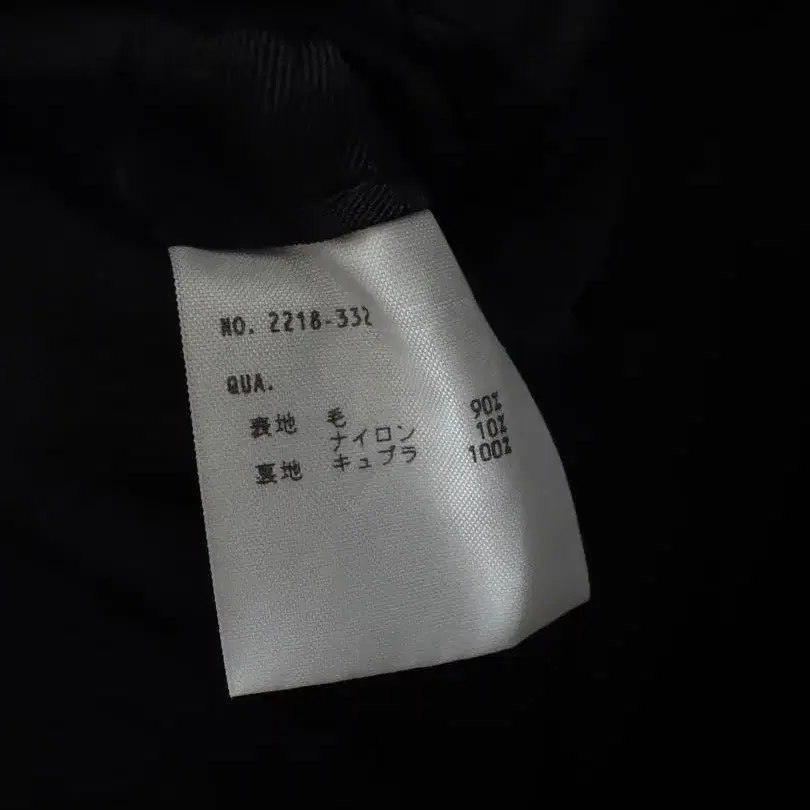 NO. 2218-332
QUA.
表地 毛 90%
ナイロン 10%
裏地 キュプラ 100%